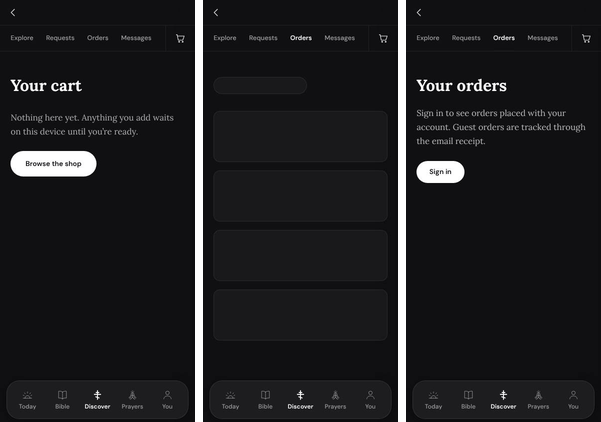 Explore Requests Orders Messages
Your cart
Nothing here yet. Anything you add waits
on this device until you're ready.
Browse the shop
Today Bible Discover Prayers You
Explore Requests Orders Messages
Today Bible Discover Prayers You
Explore Requests Orders Messages
Your orders
Sign in to see orders placed with your
account. Guest orders are tracked through
the email receipt.
Sign in
Today Bible Discover Prayers You